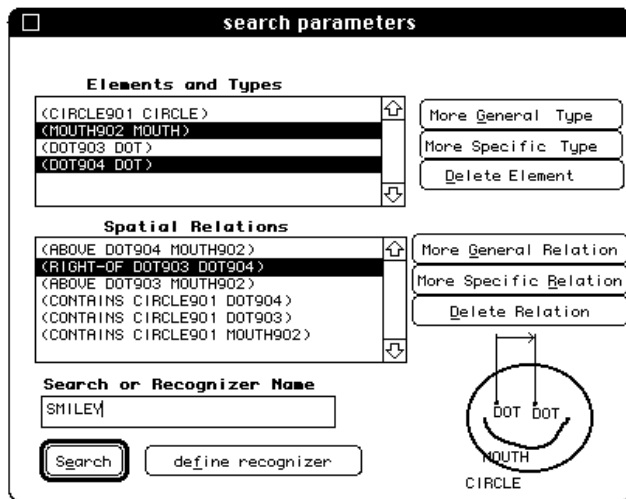 search parameters
Elements and Types
(CIRCLE901 CIRCLE)
(MOUTH902 MOUTH)
(DOT903 DOT)
(DOT904 DOT)
More General Type
More Specific Type
Delete Element
Spatial Relations
(ABOVE DOT904 MOUTH902)
(RIGHT-OF DOT903 DOT904)
(ABOVE DOT903 MOUTH902)
(CONTAINS CIRCLE901 DOT904)
(CONTAINS CIRCLE901 DOT903)
(CONTAINS CIRCLE901 MOUTH902)
More General Relation
More Specific Relation
Delete Relation
Search or Recognizer Name
SMILEY
Search
define recognizer
DOT DOT
MOUTH
CIRCLE